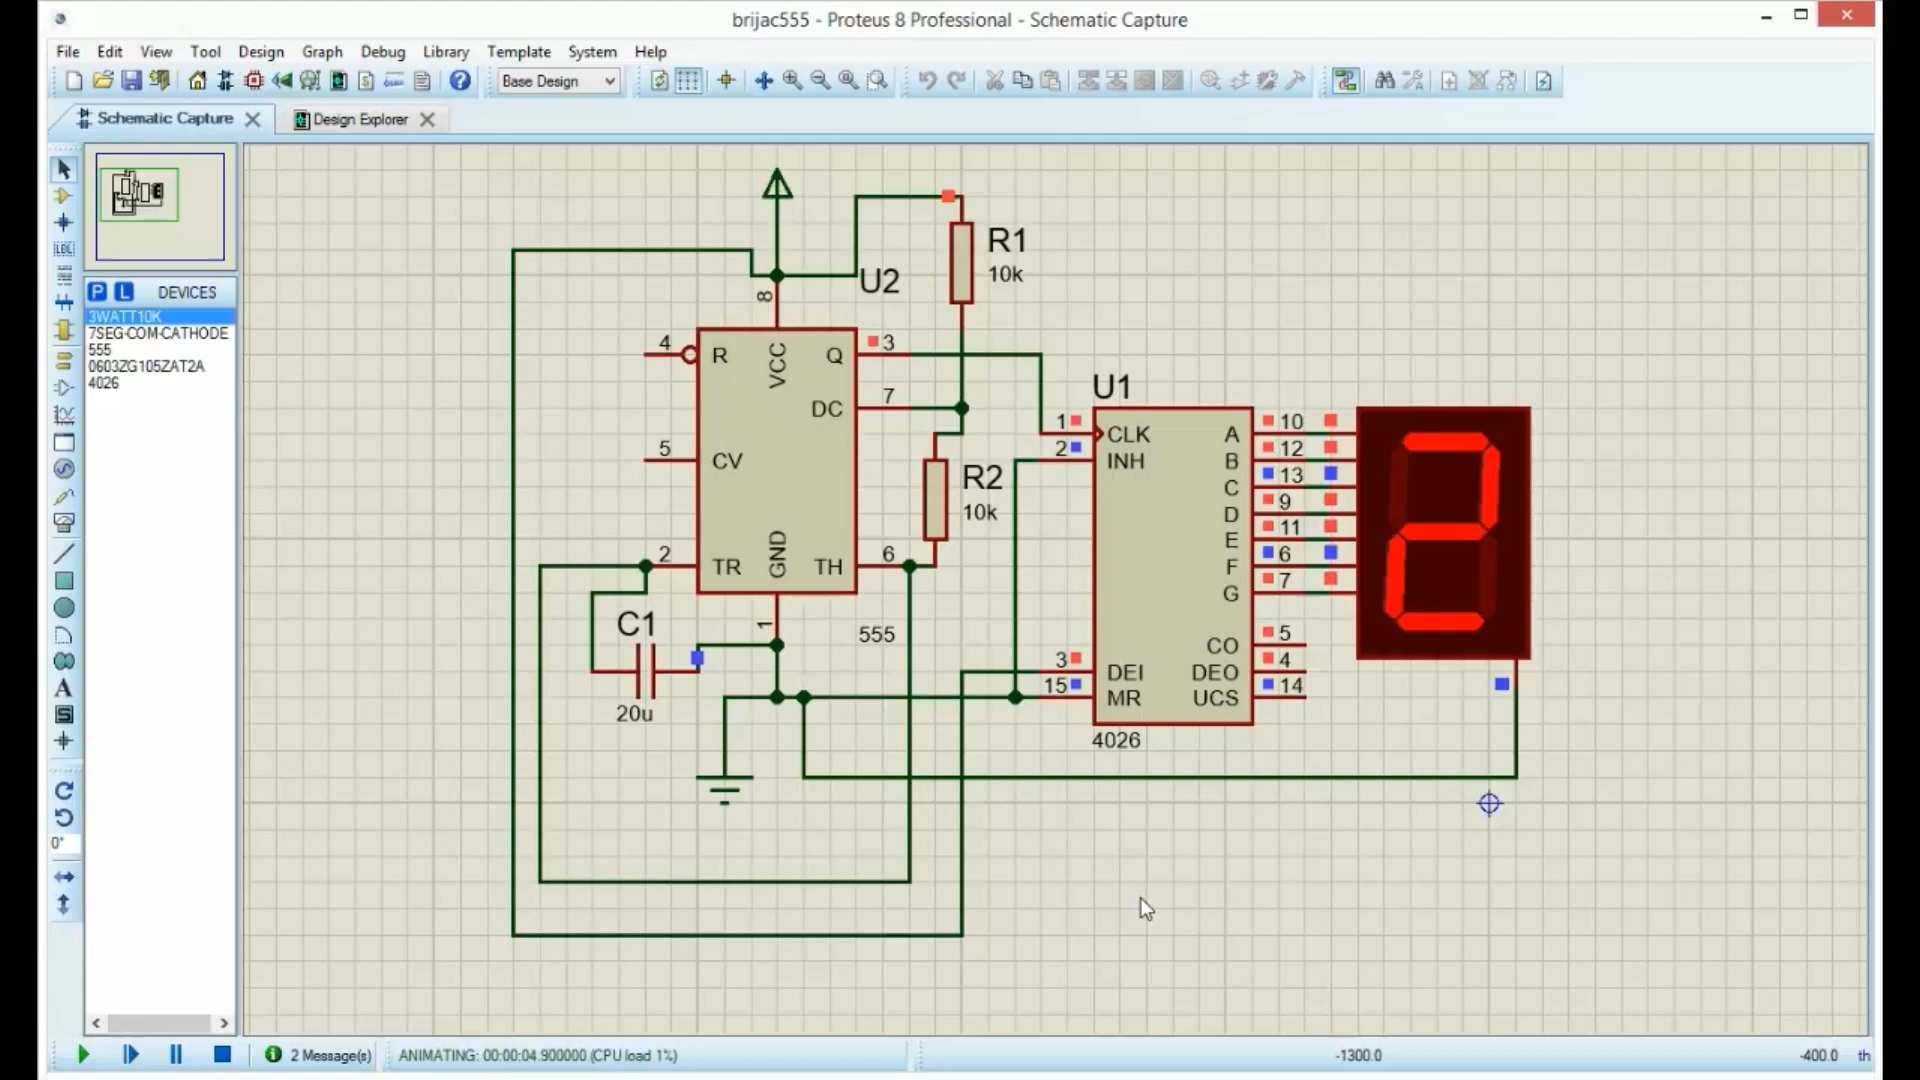 brijac555 - Proteus 8 Professional - Schematic Capture
File Edit View Tool Design Graph Debug Library Template System Help
Base Design
Schematic Capture Design Explorer
P L DEVICES
3WATT10K
7SEG-COM-CATHODE
555
0603ZG105ZAT2A
4026
LBL
A
S
0°
R1
10k
U2
8
4 R VCC Q 3
DC 7
5 CV
R2
10k
2 TR GND TH 6
1
555
C1
20u
U1
1 CLK A 10
2 INH B 12
C 13
D 9
E 11
F 6
G 7
CO 5
3 DEI DEO 4
15 MR UCS 14
4026
2
2 Message(s) ANIMATING: 00:00:04.900000 (CPU load 1%) -1300.0 -400.0 th